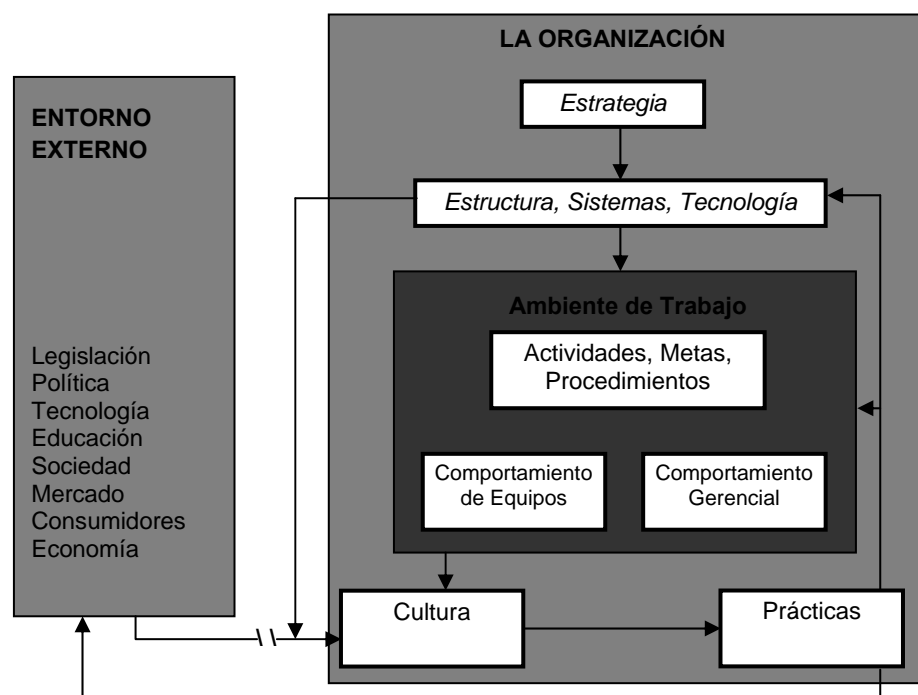 LA ORGANIZACIÓN
Estrategia
ENTORNO
EXTERNO
Estructura, Sistemas, Tecnología
Ambiente de Trabajo
Actividades, Metas,
Procedimientos
Legislación
Política
Tecnología
Educación
Sociedad
Mercado
Consumidores
Economía
Comportamiento
de Equipos
Comportamiento
Gerencial
Cultura
Prácticas